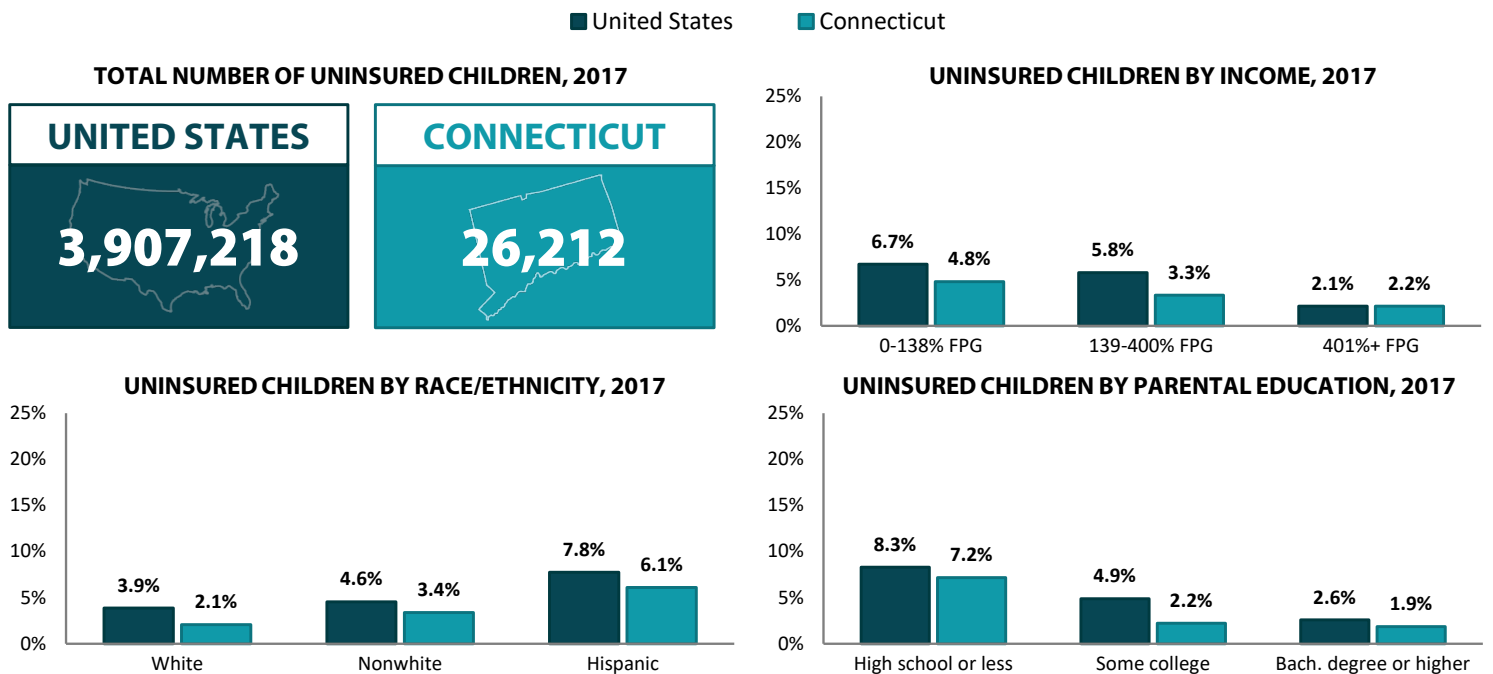 United States Connecticut
TOTAL NUMBER OF UNINSURED CHILDREN, 2017
UNITED STATES
3,907,218
CONNECTICUT
26,212
UNINSURED CHILDREN BY INCOME, 2017
25%
20%
15%
10%
5%
0%
6.7% 4.8% 5.8% 3.3% 2.1% 2.2%
0-138% FPG 139-400% FPG 401%+ FPG
UNINSURED CHILDREN BY RACE/ETHNICITY, 2017
25%
20%
15%
10%
5%
0%
3.9% 2.1% 4.6% 3.4% 7.8% 6.1%
White Nonwhite Hispanic
UNINSURED CHILDREN BY PARENTAL EDUCATION, 2017
25%
20%
15%
10%
5%
0%
8.3% 7.2% 4.9% 2.2% 2.6% 1.9%
High school or less Some college Bach. degree or higher